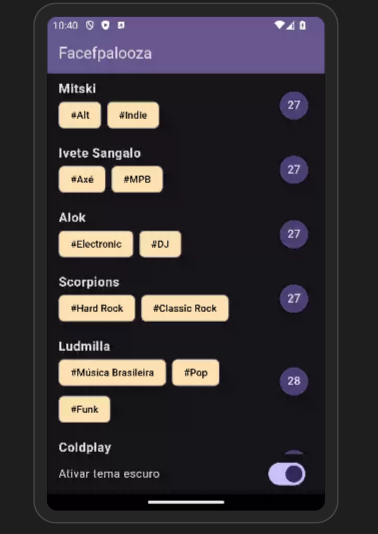 10:40
Facefpalooza
Mitski
#Alt #Indie
27
Ivete Sangalo
#Axé #MPB
27
Alok
#Electronic #DJ
27
Scorpions
#Hard Rock #Classic Rock
27
Ludmilla
#Música Brasileira #Pop
#Funk
28
Coldplay
Ativar tema escuro